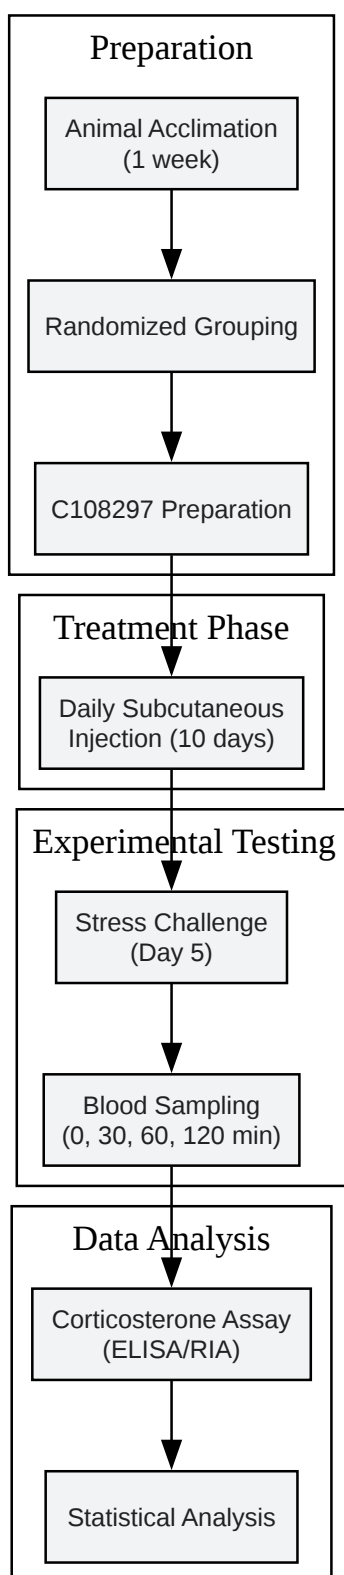 Preparation
Animal Acclimation
(1 week)
Randomized Grouping
C108297 Preparation
Treatment Phase
Daily Subcutaneous
Injection (10 days)
Experimental Testing
Stress Challenge
(Day 5)
Blood Sampling
(0, 30, 60, 120 min)
Data Analysis
Corticosterone Assay
(ELISA/RIA)
Statistical Analysis